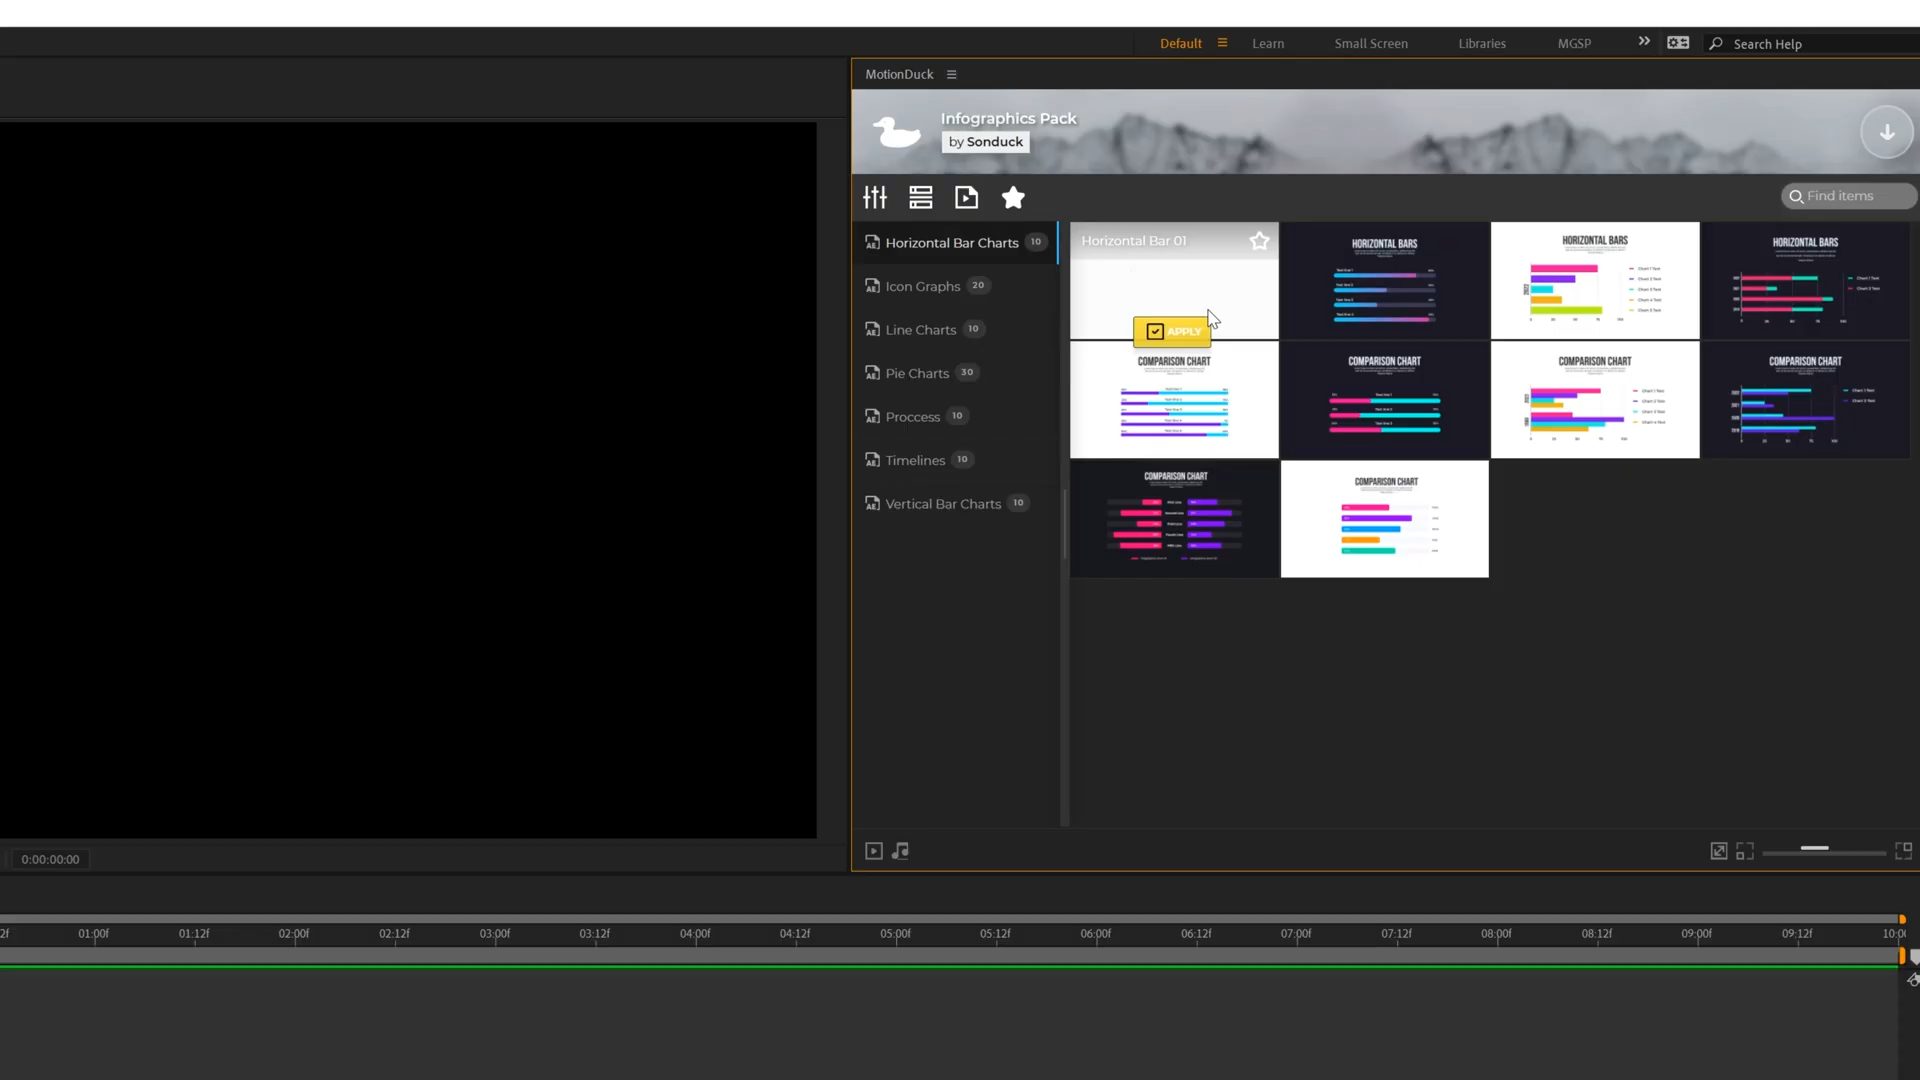 Default Learn Small Screen Libraries MGSP Search Help
MotionDuck
Infographics Pack
by Sonduck
Find items
Horizontal Bar Charts 10
Icon Graphs 20
Line Charts 10
Pie Charts 30
Proccess 10
Timelines 10
Vertical Bar Charts 10
Horizontal Bar 01
APPLY
HORIZONTAL BARS
HORIZONTAL BARS
HORIZONTAL BARS
COMPARISON CHART
COMPARISON CHART
COMPARISON CHART
COMPARISON CHART
COMPARISON CHART
COMPARISON CHART
0:00:00:00
2f 01:00f 01:12f 02:00f 02:12f 03:00f 03:12f 04:00f 04:12f 05:00f 05:12f 06:00f 06:12f 07:00f 07:12f 08:00f 08:12f 09:00f 09:12f 10:00